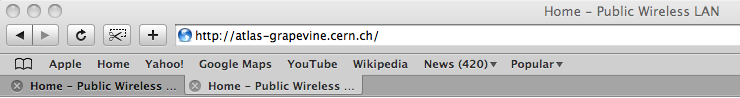 Home – Public Wireless LAN
http://atlas-grapevine.cern.ch/
Apple Home Yahoo! Google Maps YouTube Wikipedia News (420)▾ Popular▾
Home – Public Wireless ... Home – Public Wireless ...